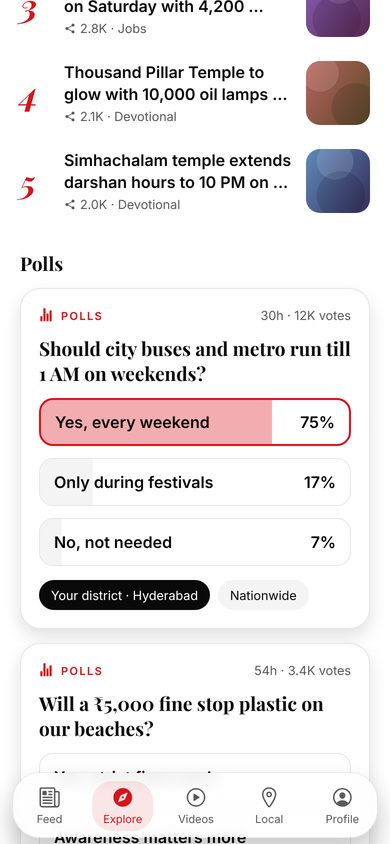 3
on Saturday with 4,200 ...
2.8K · Jobs
4
Thousand Pillar Temple to
glow with 10,000 oil lamps ...
2.1K · Devotional
5
Simhachalam temple extends
darshan hours to 10 PM on ...
2.0K · Devotional
Polls
POLLS
30h · 12K votes
Should city buses and metro run till
1 AM on weekends?
Yes, every weekend
75%
Only during festivals
17%
No, not needed
7%
Your district · Hyderabad
Nationwide
POLLS
54h · 3.4K votes
Will a ₹5,000 fine stop plastic on
our beaches?
Feed
Explore
Videos
Local
Profile
Awareness matters more